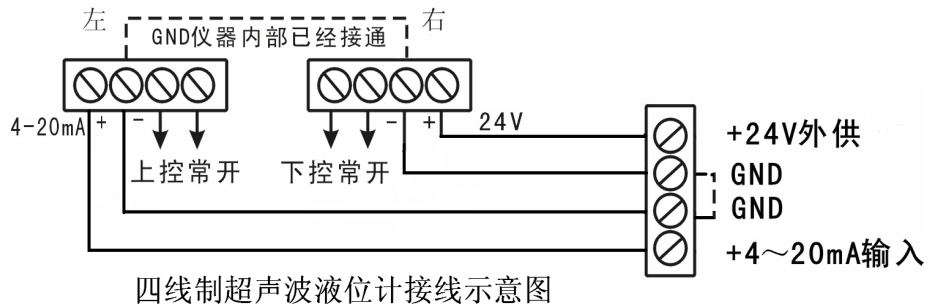 左 右
GND仪器内部已经接通
4-20mA + - - + 24V
上控常开 下控常开
+24V外供
GND
GND
+4～20mA输入
四线制超声波液位计接线示意图